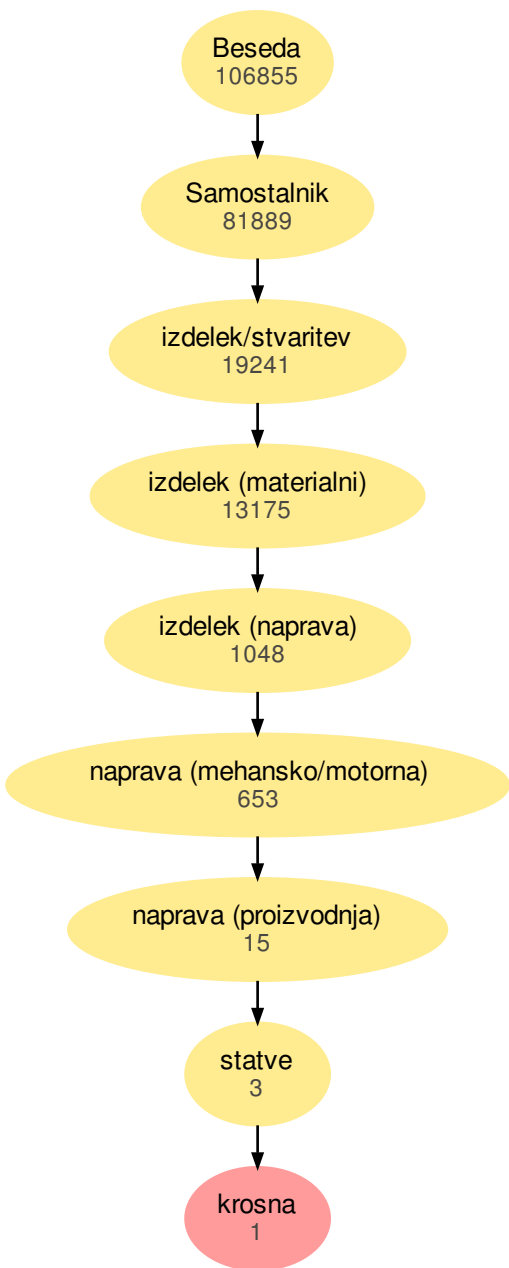 Beseda
106855
Samostalnik
81889
izdelek/stvaritev
19241
izdelek (materialni)
13175
izdelek (naprava)
1048
naprava (mehansko/motorna)
653
naprava (proizvodnja)
15
statve
3
krosna
1